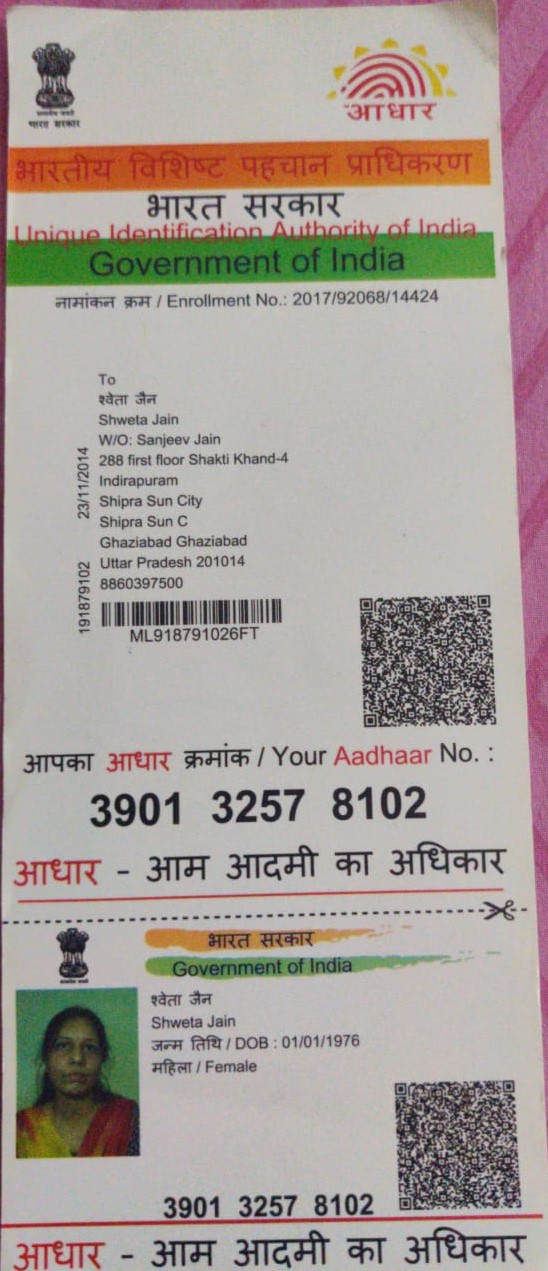 भारत सरकार
आधार
भारतीय विशिष्ट पहचान प्राधिकरण
भारत सरकार
Unique Identification Authority of India
Government of India
नामांकन क्रम / Enrollment No.: 2017/92068/14424
To
श्वेता जैन
Shweta Jain
W/O: Sanjeev Jain
288 first floor Shakti Khand-4
Indirapuram
Shipra Sun City
Shipra Sun C
Ghaziabad Ghaziabad
Uttar Pradesh 201014
8860397500
191879102 23/11/2014
ML918791026FT
आपका आधार क्रमांक / Your Aadhaar No. :
3901 3257 8102
आधार - आम आदमी का अधिकार
भारत सरकार
Government of India
श्वेता जैन
Shweta Jain
जन्म तिथि / DOB : 01/01/1976
महिला / Female
3901 3257 8102
आधार - आम आदमी का अधिकार